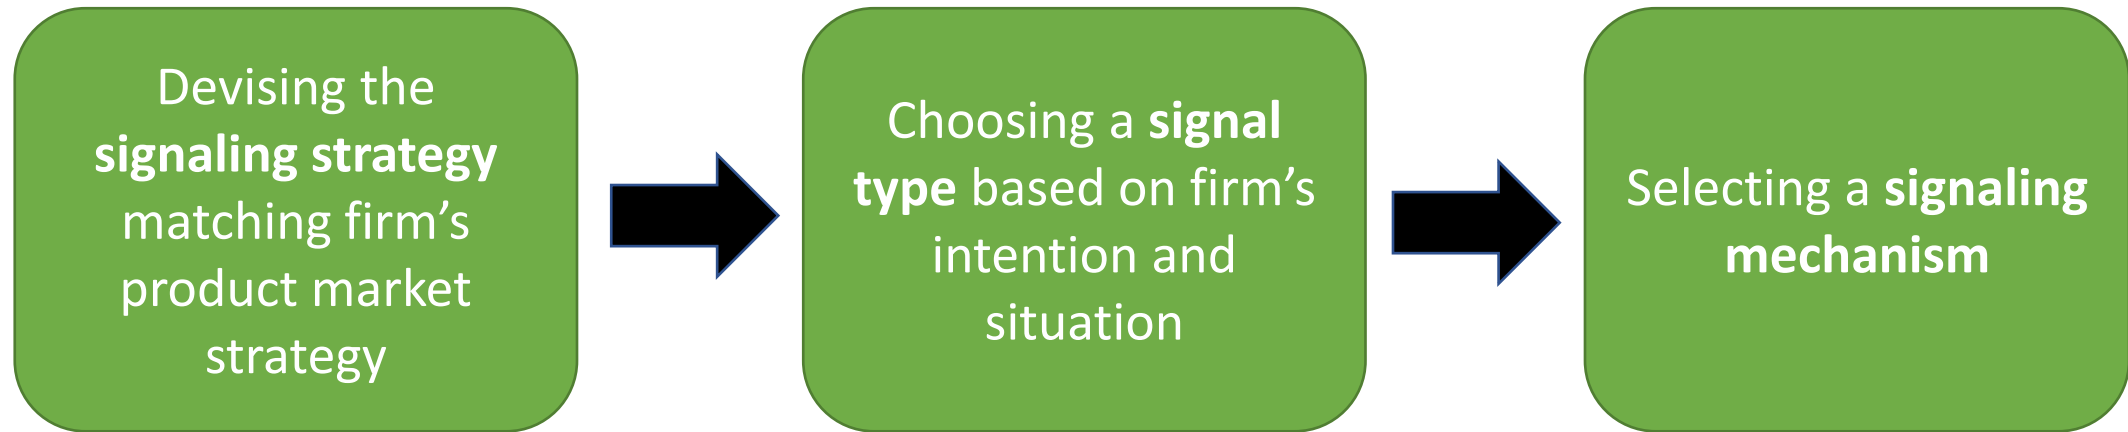 Devising the
signaling strategy
matching firm’s
product market
strategy
Choosing a signal
type based on firm’s
intention and
situation
Selecting a signaling
mechanism